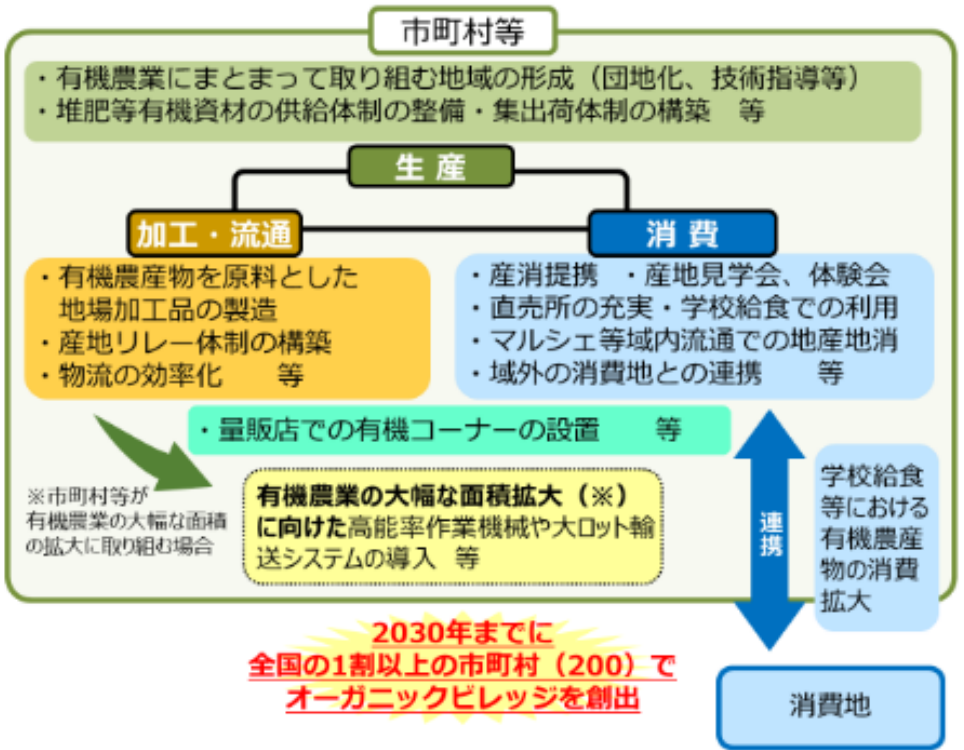 市町村等
・有機農業にまとまって取り組む地域の形成（団地化、技術指導等）
・堆肥等有機資材の供給体制の整備・集出荷体制の構築　等
生 産
加工・流通
消 費
・有機農産物を原料とした
地場加工品の製造
・産地リレー体制の構築
・物流の効率化　　等
・産消提携　・産地見学会、体験会
・直売所の充実・学校給食での利用
・マルシェ等域内流通での地産地消
・域外の消費地との連携　　等
・量販店での有機コーナーの設置　　等
※市町村等が
有機農業の大幅な面積
の拡大に取り組む場合
有機農業の大幅な面積拡大（※）
に向けた高能率作業機械や大ロット輸
送システムの導入　等
連携
学校給食
等における
有機農産
物の消費
拡大
2030年までに
全国の1割以上の市町村（200）で
オーガニックビレッジを創出
消費地